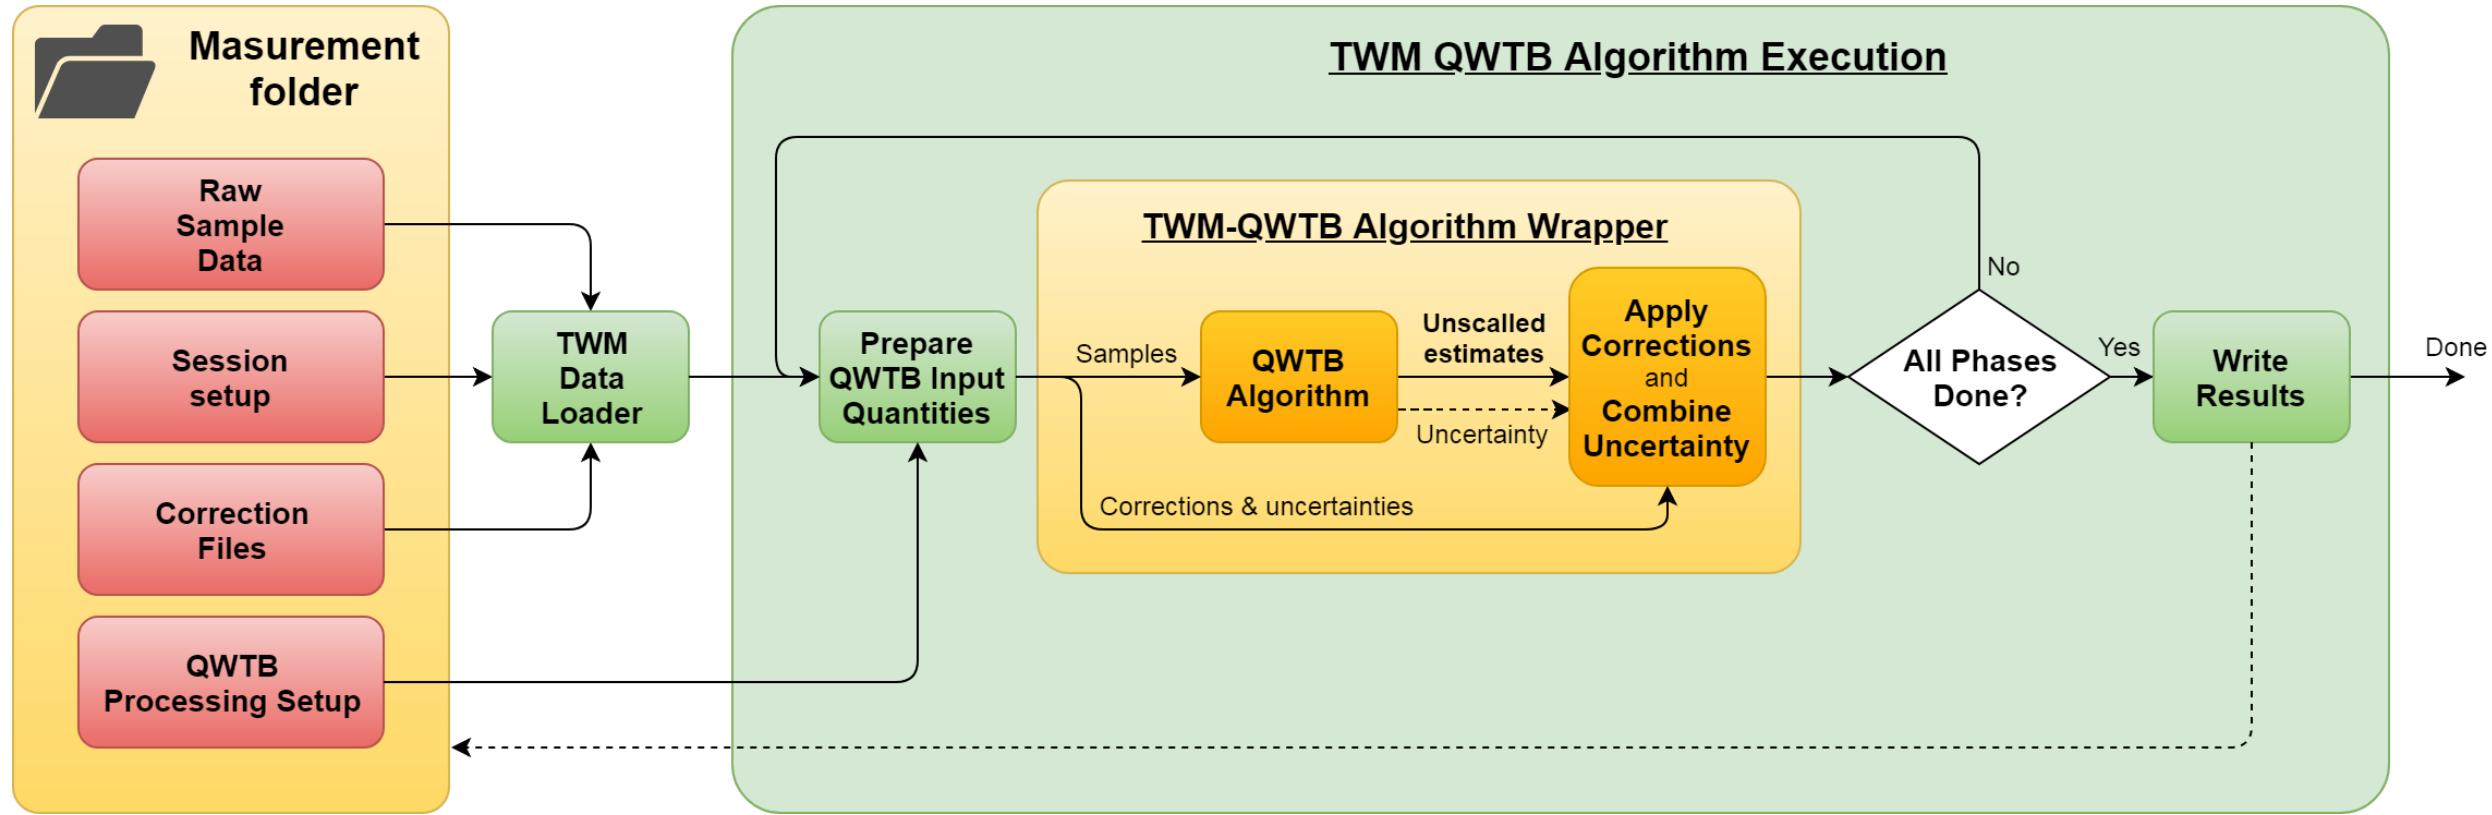 Masurement
folder
Raw
Sample
Data
Session
setup
Correction
Files
QWTB
Processing Setup
TWM
Data
Loader
TWM QWTB Algorithm Execution
Prepare
QWTB Input
Quantities
TWM-QWTB Algorithm Wrapper
Samples
QWTB
Algorithm
Unscalled
estimates
Uncertainty
Corrections & uncertainties
Apply
Corrections
and
Combine
Uncertainty
All Phases
Done?
No
Yes
Write
Results
Done